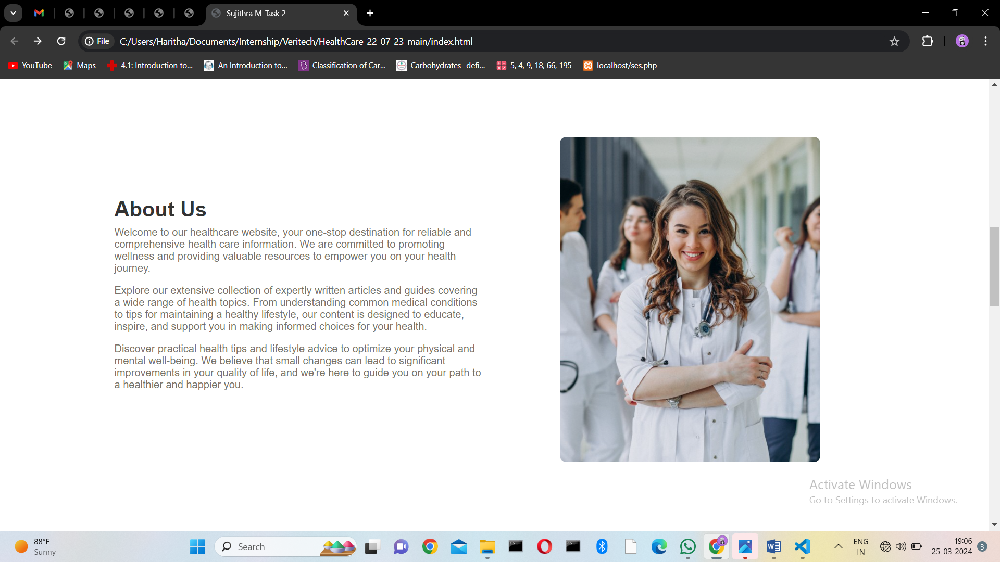 Sujithra M_Task 2
File
C:/Users/Haritha/Documents/Internship/Veritech/HealthCare_22-07-23-main/index.html
YouTube
Maps
4.1: Introduction to...
An Introduction to...
Classification of Car...
Carbohydrates- defi...
5, 4, 9, 18, 66, 195
localhost/ses.php
About Us
Welcome to our healthcare website, your one-stop destination for reliable and
comprehensive health care information. We are committed to promoting
wellness and providing valuable resources to empower you on your health
journey.
Explore our extensive collection of expertly written articles and guides covering
a wide range of health topics. From understanding common medical conditions
to tips for maintaining a healthy lifestyle, our content is designed to educate,
inspire, and support you in making informed choices for your health.
Discover practical health tips and lifestyle advice to optimize your physical and
mental well-being. We believe that small changes can lead to significant
improvements in your quality of life, and we're here to guide you on your path to
a healthier and happier you.
Activate Windows
Go to Settings to activate Windows.
88°F
Sunny
Search
ENG
IN
19:06
25-03-2024
3